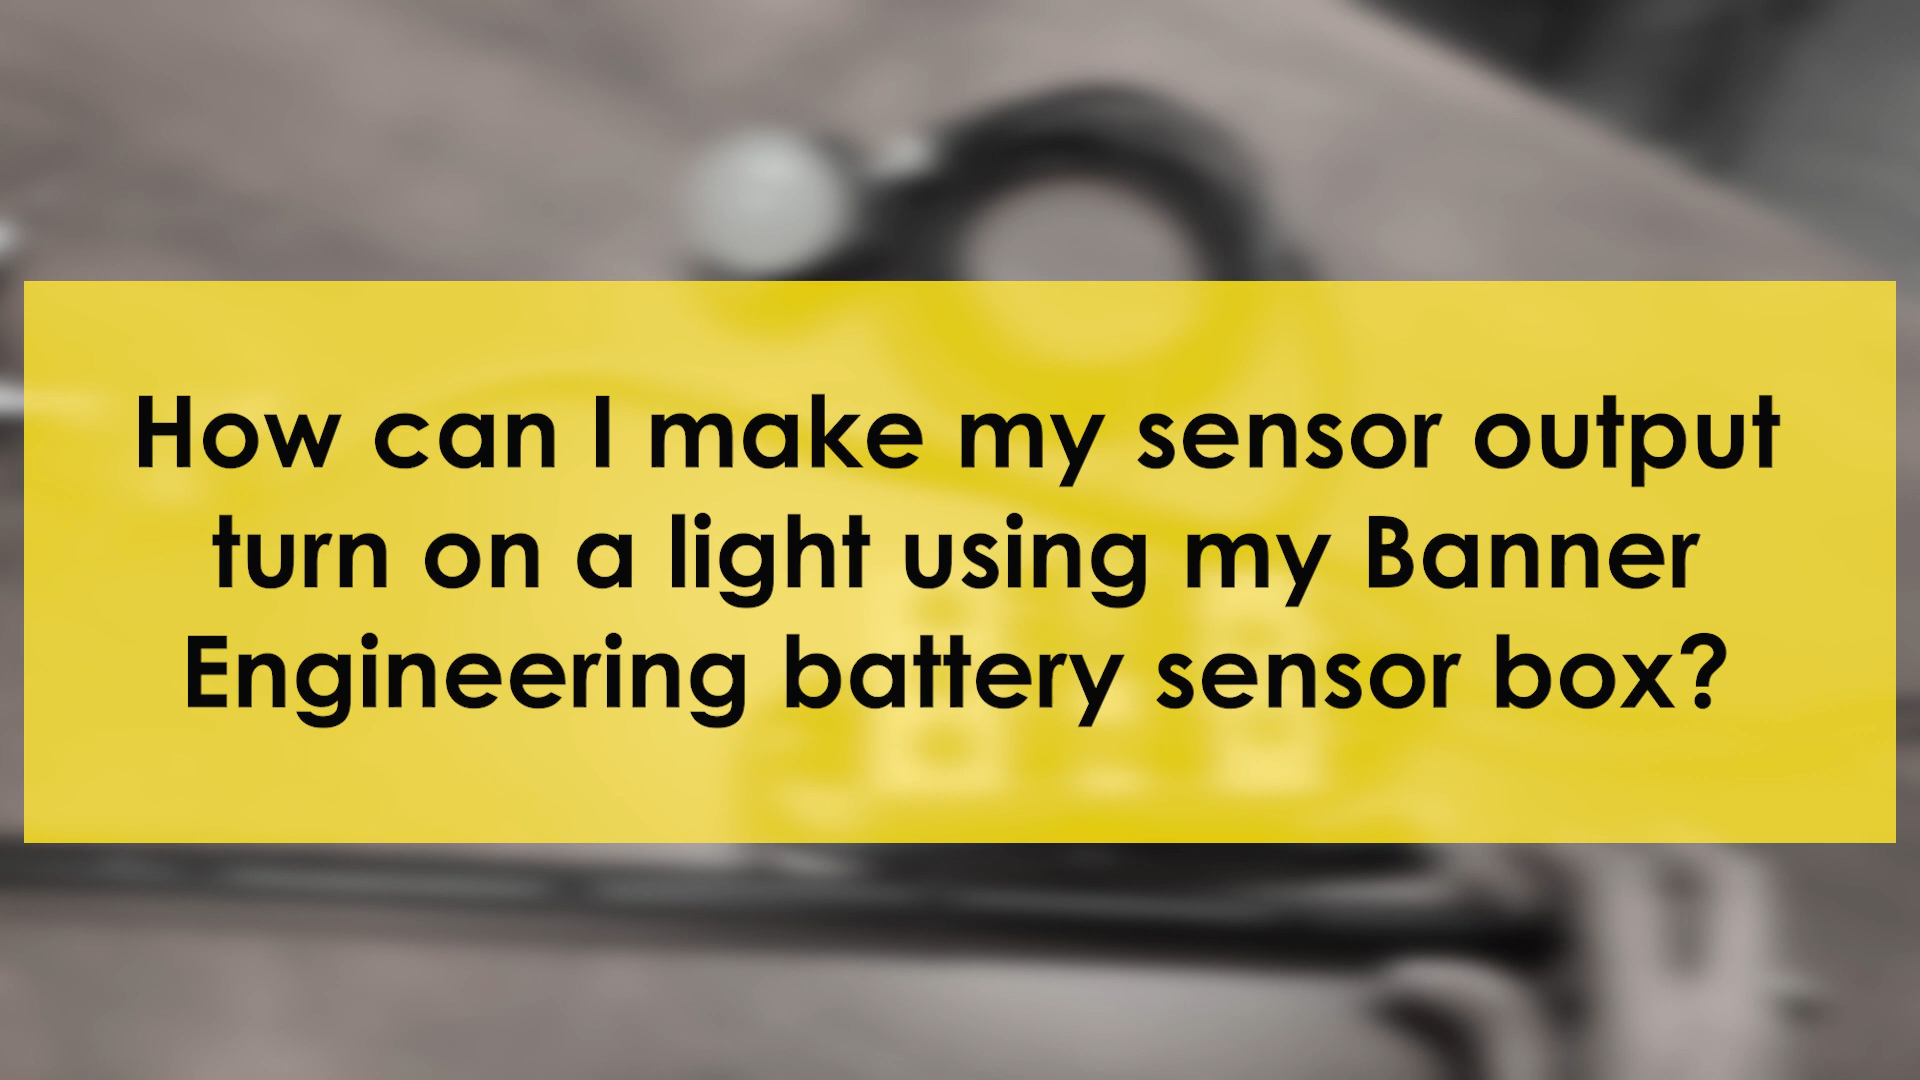 How can I make my sensor output
turn on a light using my Banner
Engineering battery sensor box?